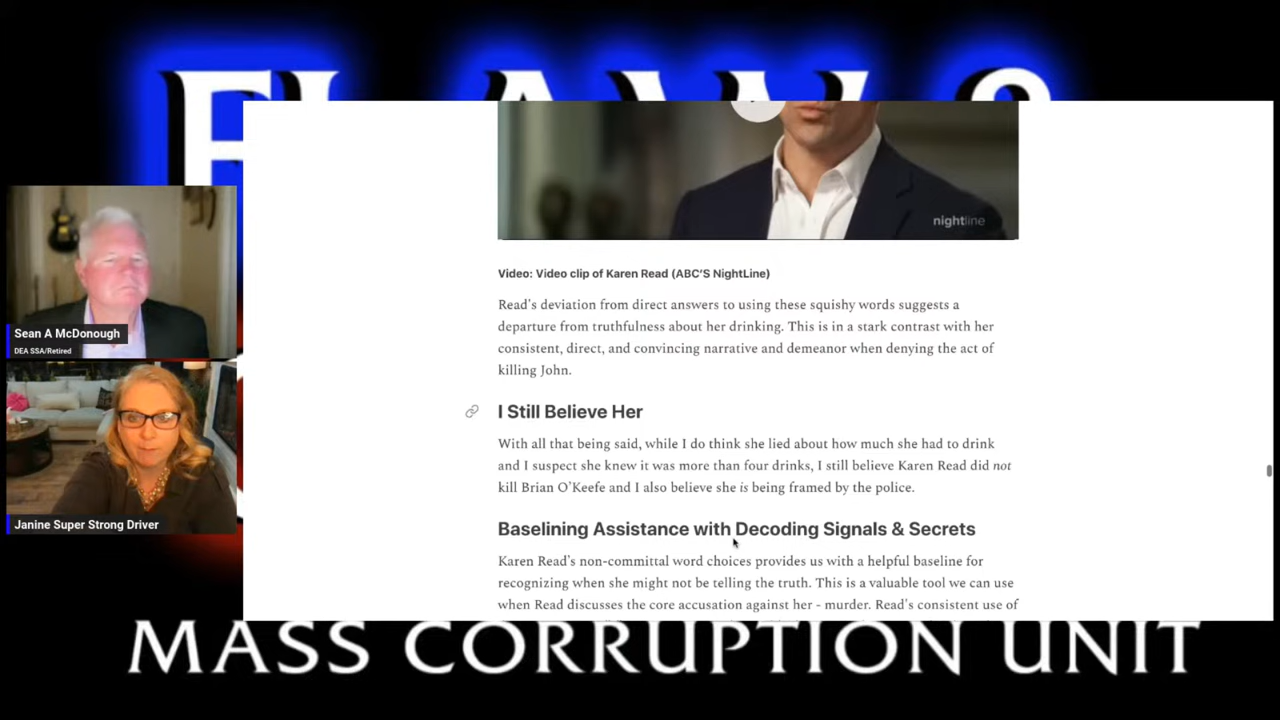 nightline
Video: Video clip of Karen Read (ABC'S NightLine)
Read's deviation from direct answers to using these squishy words suggests a
departure from truthfulness about her drinking. This is in a stark contrast with her
consistent, direct, and convincing narrative and demeanor when denying the act of
killing John.
I Still Believe Her
With all that being said, while I do think she lied about how much she had to drink
and I suspect she knew it was more than four drinks, I still believe Karen Read did not
kill Brian O'Keefe and I also believe she is being framed by the police.
Baselining Assistance with Decoding Signals & Secrets
Karen Read's non-committal word choices provides us with a helpful baseline for
recognizing when she might not be telling the truth. This is a valuable tool we can use
when Read discusses the core accusation against her - murder. Read's consistent use of
Sean A McDonough
DEA SSA/Retired
Janine Super Strong Driver
MASS CORRUPTION UNIT